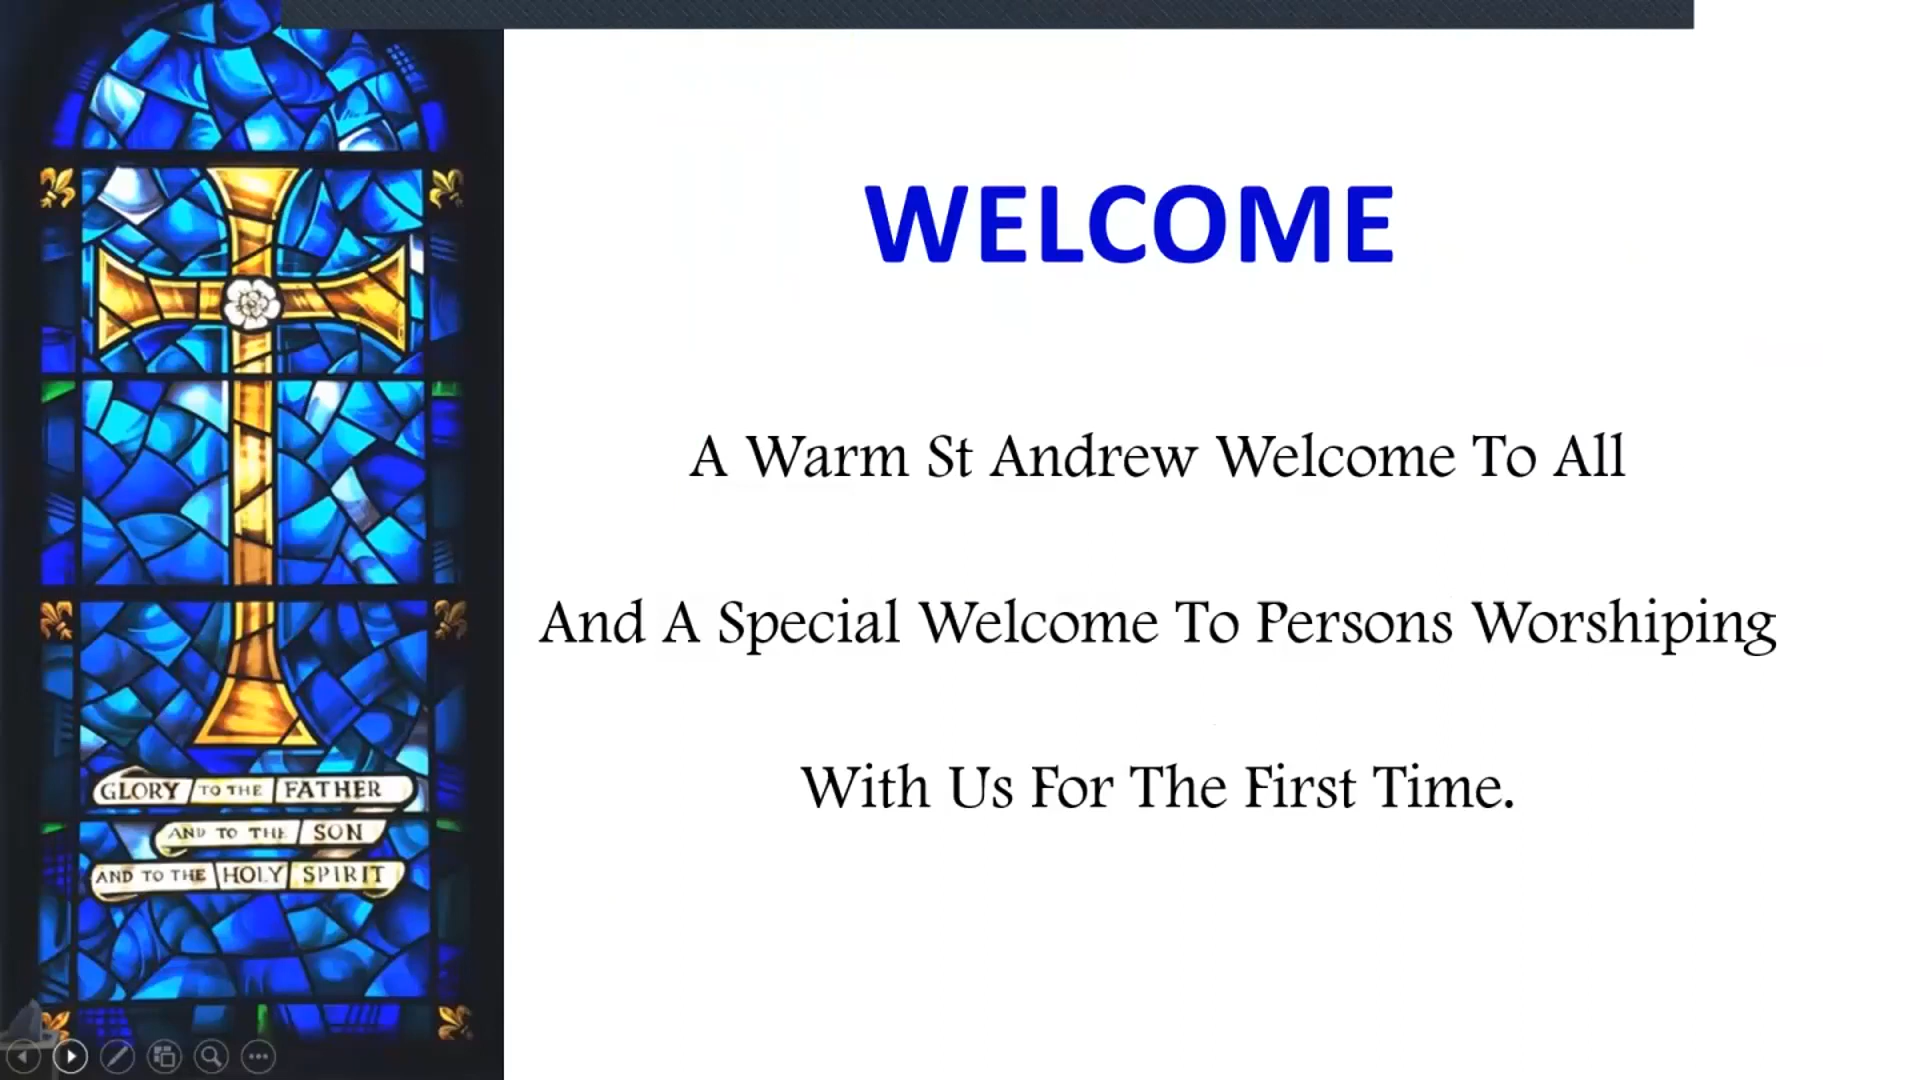 WELCOME
A Warm St Andrew Welcome To All
And A Special Welcome To Persons Worshiping
With Us For The First Time.
GLORY TO THE FATHER
AND TO THE SON
AND TO THE HOLY SPIRIT